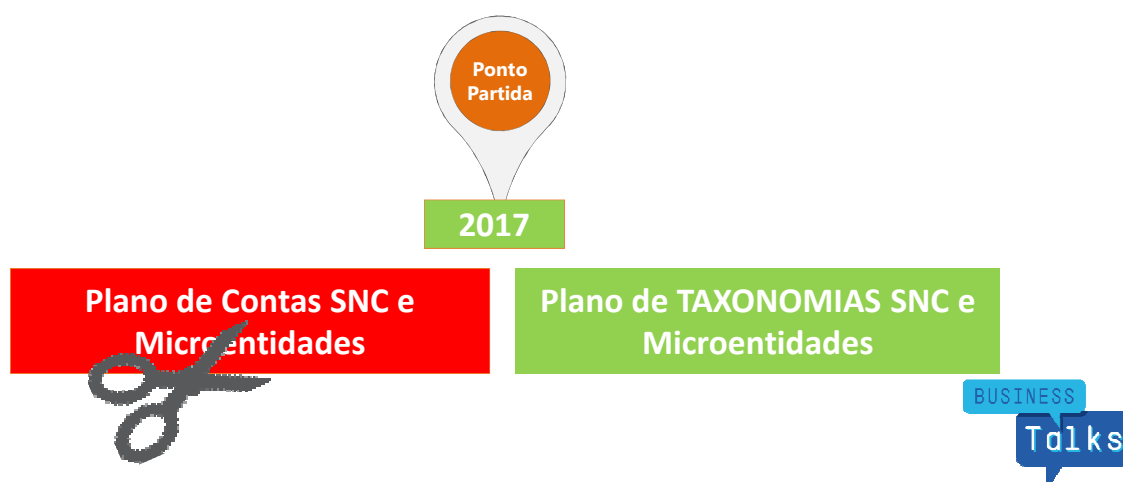 Ponto
Partida
2017
Plano de Contas SNC e
Microentidades
Plano de TAXONOMIAS SNC e
Microentidades
BUSINESS
Talks